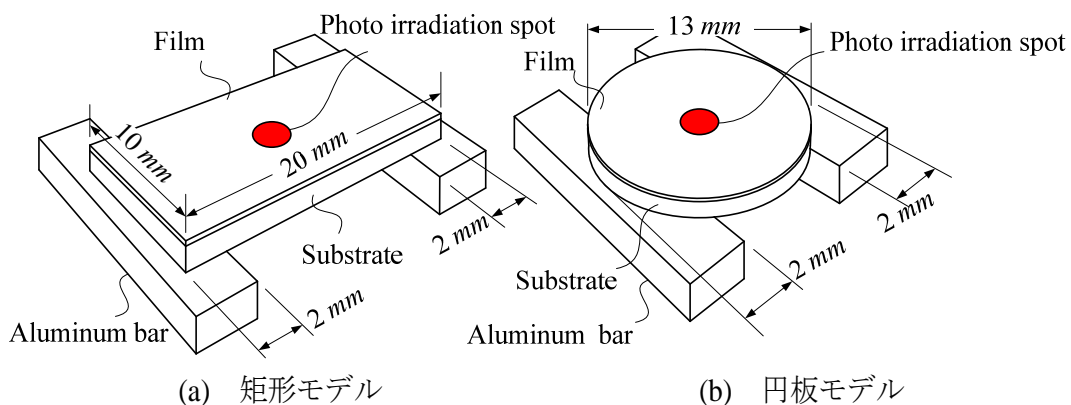 Photo irradiation spot
Film
10 mm
20 mm
2 mm
Substrate
2 mm
Aluminum bar
(a) 矩形モデル
13 mm
Photo irradiation spot
Film
2 mm
2 mm
Substrate
Aluminum bar
(b) 円板モデル